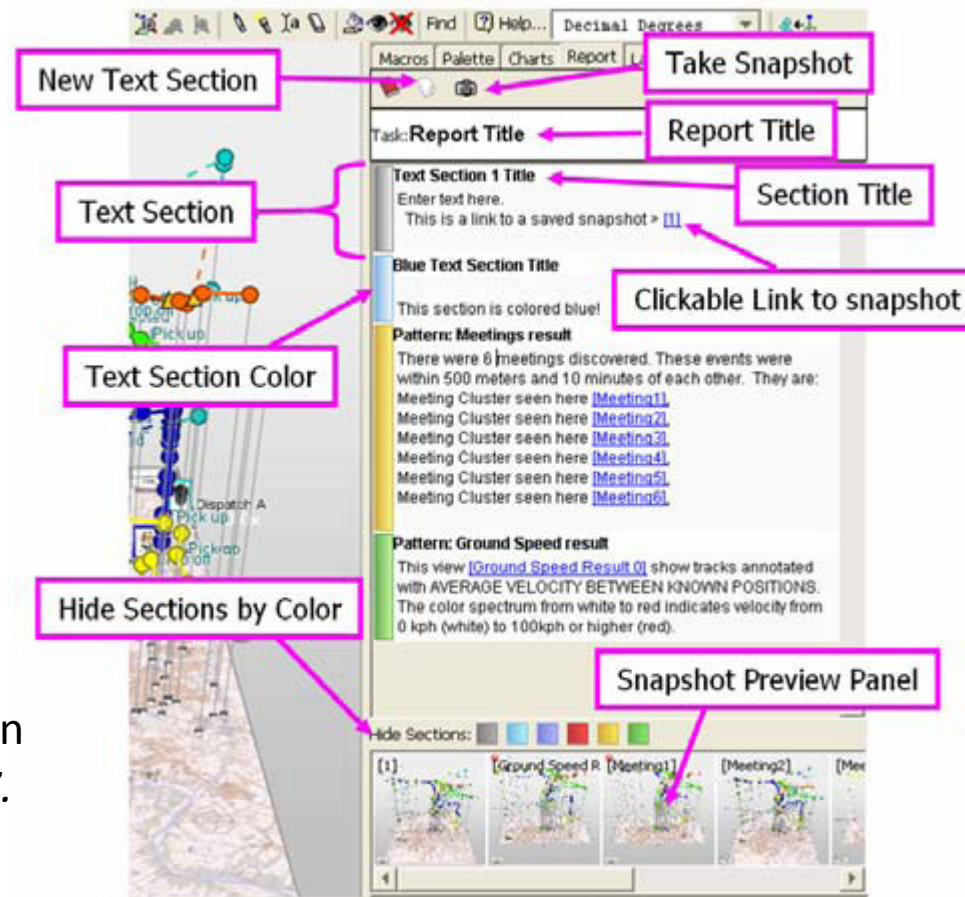 Find Help... Decimal Degrees
Macros Palette Charts Report
New Text Section
Take Snapshot
Task: Report Title
Report Title
Text Section 1 Title
Section Title
Enter text here.
This is a link to a saved snapshot > [1]
Text Section
Blue Text Section Title
Clickable Link to snapshot
This section is colored blue!
Pattern: Meetings result
Pick up
There were 6 meetings discovered. These events were
within 500 meters and 10 minutes of each other. They are:
Text Section Color
Meeting Cluster seen here [Meeting1],
Meeting Cluster seen here [Meeting2],
Meeting Cluster seen here [Meeting3],
Meeting Cluster seen here [Meeting4],
Meeting Cluster seen here [Meeting5],
Meeting Cluster seen here [Meeting6],
Dispatch A
Pick up
Pick up
Pattern: Ground Speed result
This view [Ground Speed Result 0] show tracks annotated
with AVERAGE VELOCITY BETWEEN KNOWN POSITIONS.
The color spectrum from white to red indicates velocity from
0 kph (white) to 100kph or higher (red).
Hide Sections by Color
Snapshot Preview Panel
Hide Sections:
[1] [Ground Speed R [Meeting1] [Meeting2] [Mee